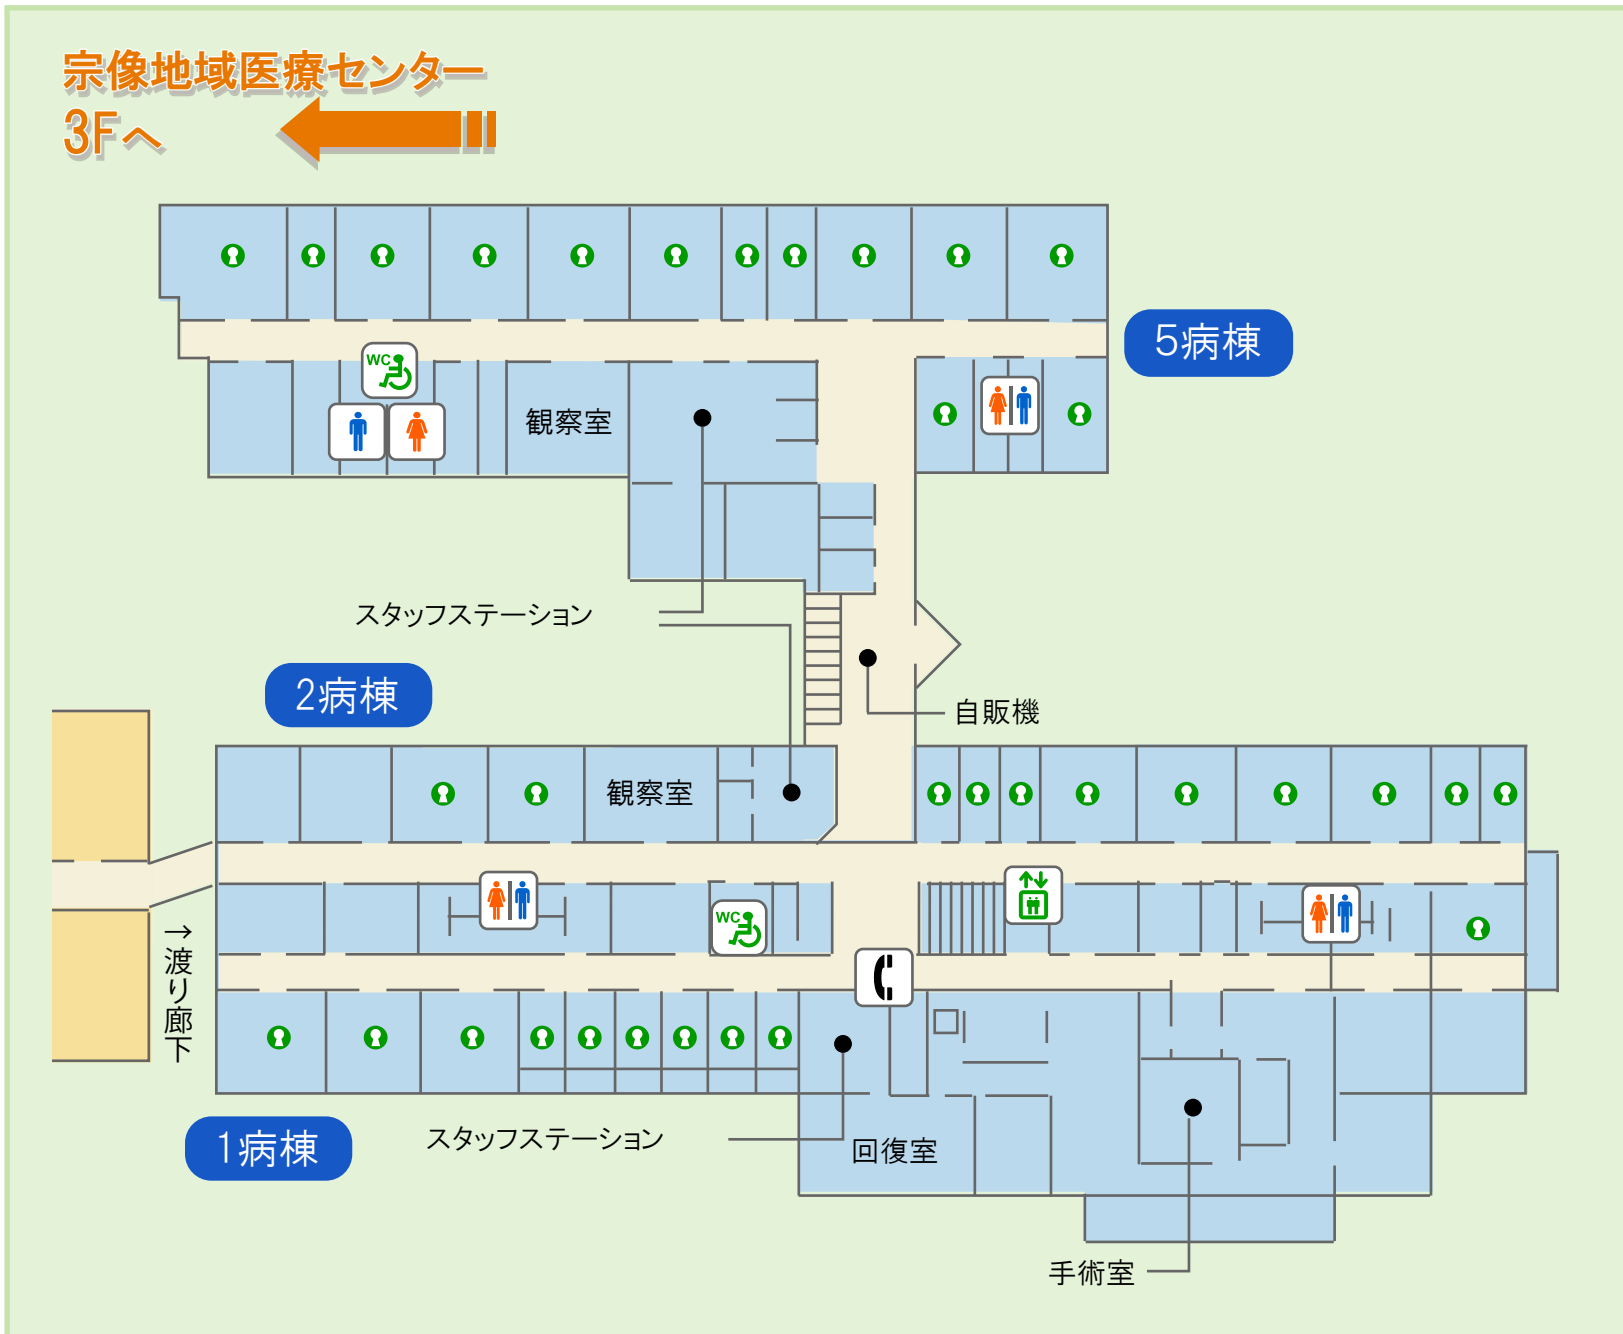 宗像地域医療センター
3Fへ
5病棟
WC
観察室
スタッフステーション
2病棟
自販機
観察室
WC
→渡り廊下
1病棟
スタッフステーション
回復室
手術室